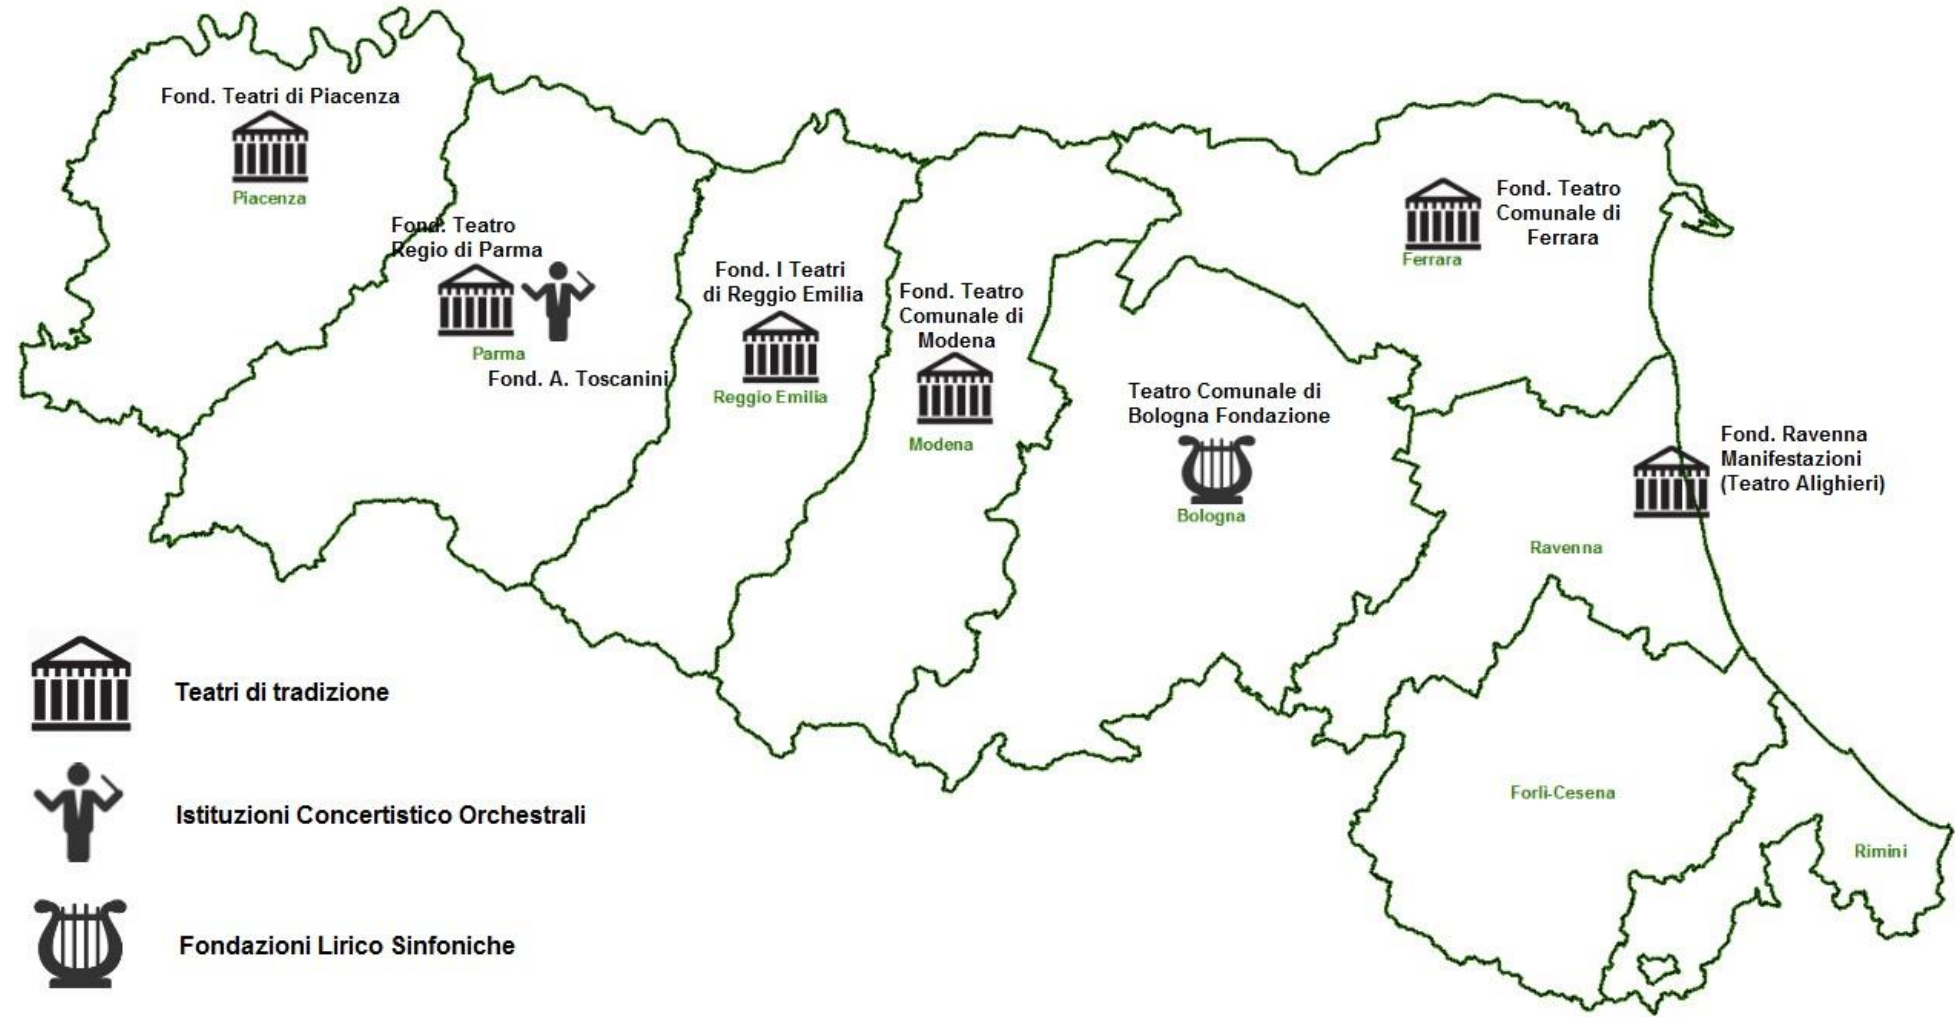 Fond. Teatri di Piacenza
Piacenza
Fond. Teatro
Regio di Parma
Parma
Fond. A. Toscanini
Fond. I Teatri
di Reggio Emilia
Reggio Emilia
Fond. Teatro
Comunale di
Modena
Modena
Teatro Comunale di
Bologna Fondazione
Bologna
Fond. Teatro
Comunale di
Ferrara
Ferrara
Fond. Ravenna
Manifestazioni
(Teatro Alighieri)
Ravenna
Forlì-Cesena
Rimini
Teatri di tradizione
Istituzioni Concertistico Orchestrali
Fondazioni Lirico Sinfoniche